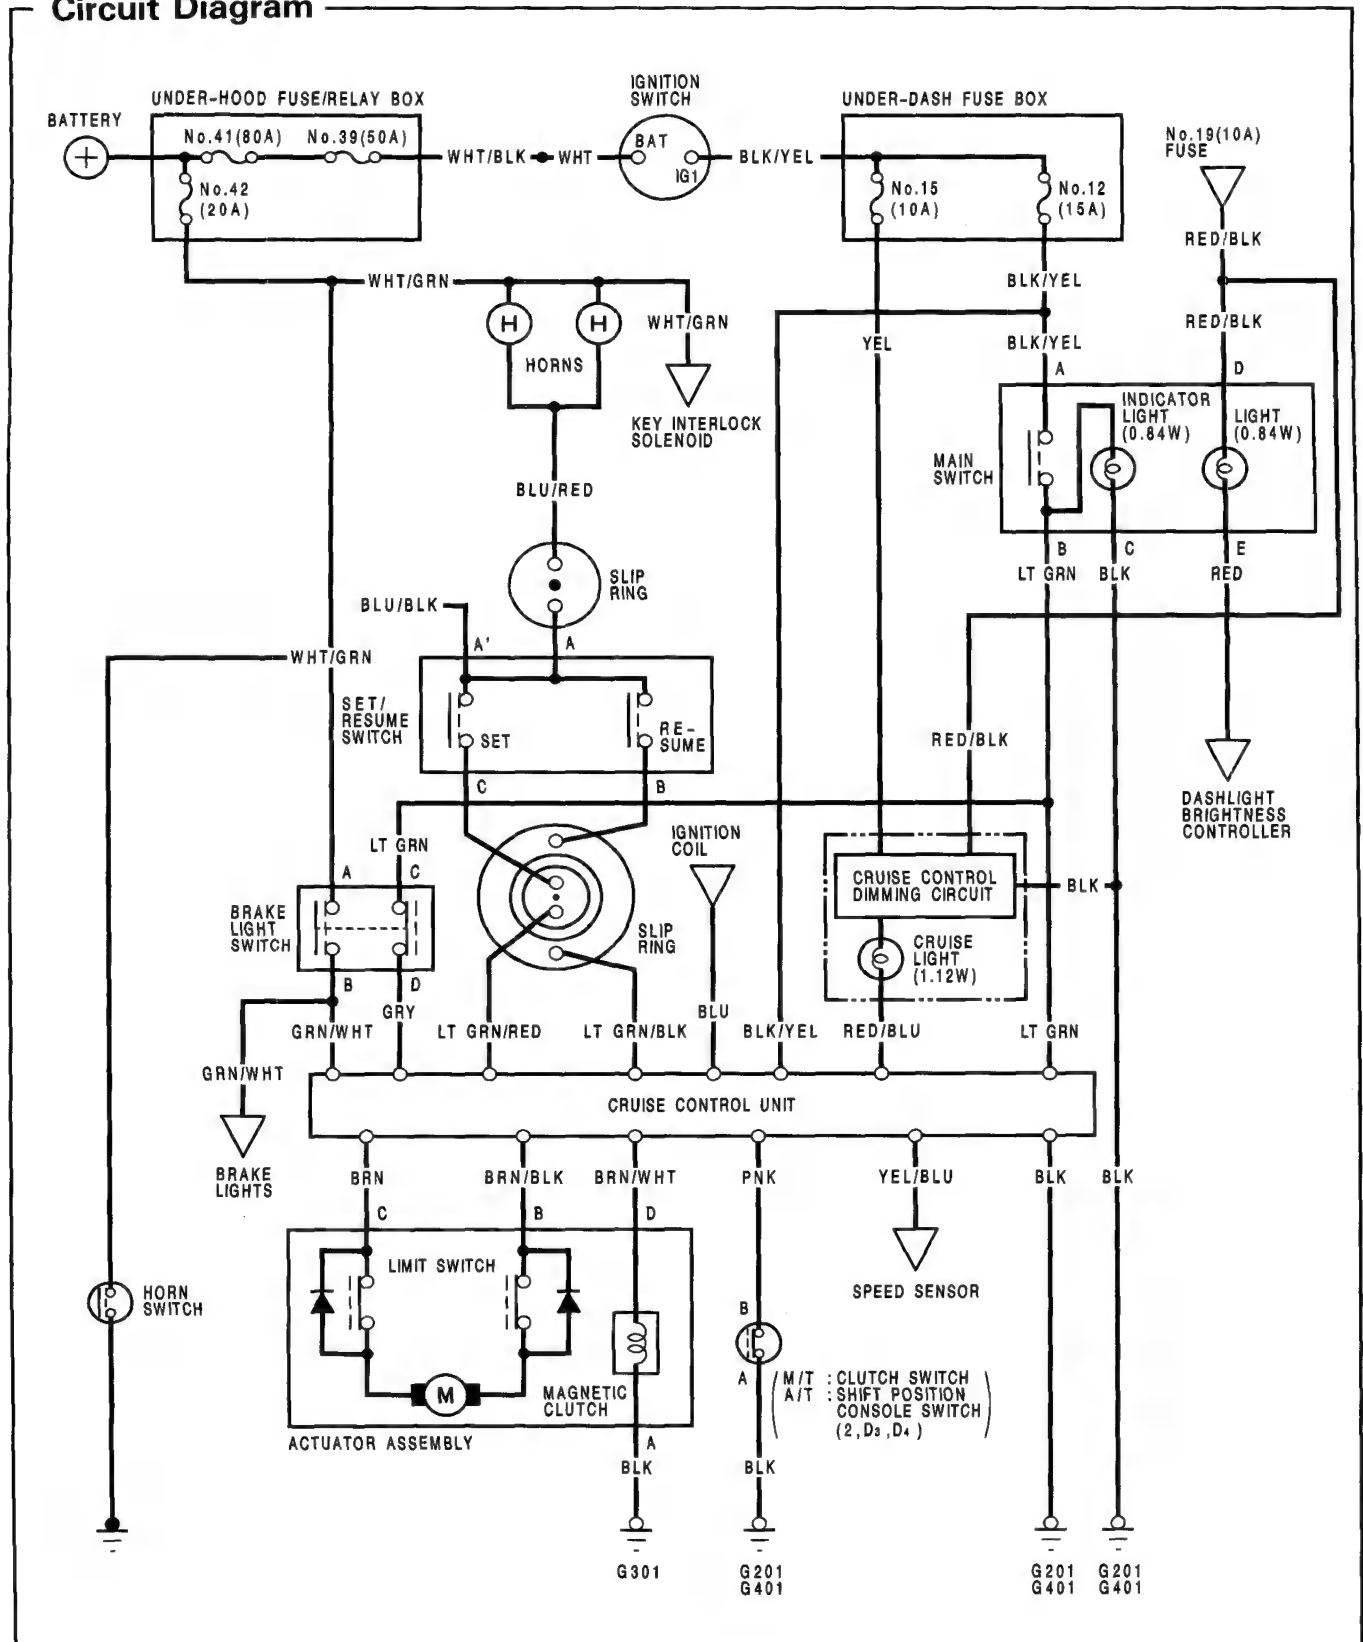 Circuit Diagram
BATTERY
+
UNDER-HOOD FUSE/RELAY BOX
No.41(80A)
No.39(50A)
No.42
(20A)
WHT/BLK
WHT
IGNITION
SWITCH
BAT
IG1
BLK/YEL
UNDER-DASH FUSE BOX
No.15
(10A)
No.12
(15A)
No.19(10A)
FUSE
RED/BLK
WHT/GRN
H
H
HORNS
WHT/GRN
KEY INTERLOCK
SOLENOID
YEL
BLK/YEL
BLK/YEL
RED/BLK
A
D
INDICATOR
LIGHT
(0.84W)
LIGHT
(0.84W)
MAIN
SWITCH
BLU/RED
B
C
E
LT GRN
BLK
RED
SLIP
RING
BLU/BLK
A'
A
WHT/GRN
SET/
RESUME
SWITCH
SET
RE-
SUME
C
B
RED/BLK
DASHLIGHT
BRIGHTNESS
CONTROLLER
LT GRN
IGNITION
COIL
A
C
BRAKE
LIGHT
SWITCH
B
D
SLIP
RING
CRUISE CONTROL
DIMMING CIRCUIT
BLK
CRUISE
LIGHT
(1.12W)
GRY
GRN/WHT
LT GRN/RED
LT GRN/BLK
BLU
BLK/YEL
RED/BLU
LT GRN
GRN/WHT
CRUISE CONTROL UNIT
BRAKE
LIGHTS
BRN
BRN/BLK
BRN/WHT
PNK
YEL/BLU
BLK
BLK
C
B
D
LIMIT SWITCH
SPEED SENSOR
HORN
SWITCH
B
A
M
MAGNETIC
CLUTCH
M/T : CLUTCH SWITCH
A/T : SHIFT POSITION
CONSOLE SWITCH
(2,D3,D4)
ACTUATOR ASSEMBLY
A
BLK
BLK
G301
G201
G401
G201
G401
G201
G401